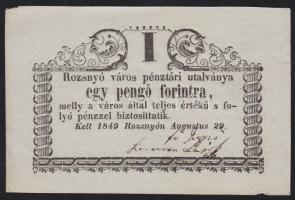 I
Rozsnyó város pénztári utalványa
egy pengő forintra,
melly a város által teljes értékű s fo-
lyó pénzzel biztosittatik.
Kelt 1849 Rozsnyón Augustus 29.